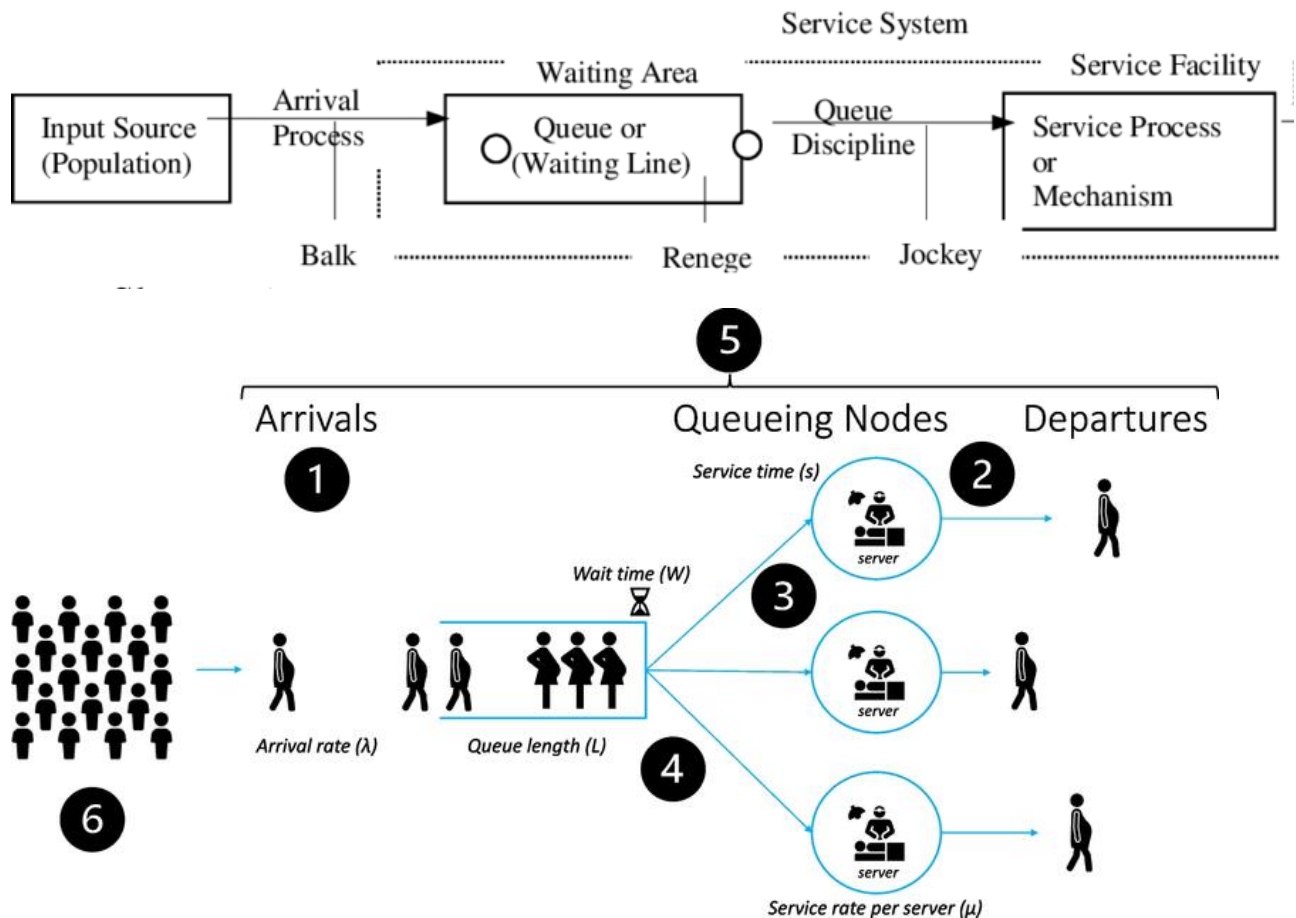 Service System
Waiting Area
Service Facility
Input Source
(Population)
Arrival
Process
Queue or
(Waiting Line)
Queue
Discipline
Service Process
or
Mechanism
Balk
Renege
Jockey
5
Arrivals
Queueing Nodes
Departures
1
Service time (s)
2
server
Wait time (W)
3
server
Arrival rate (λ)
Queue length (L)
4
6
server
Service rate per server (μ)